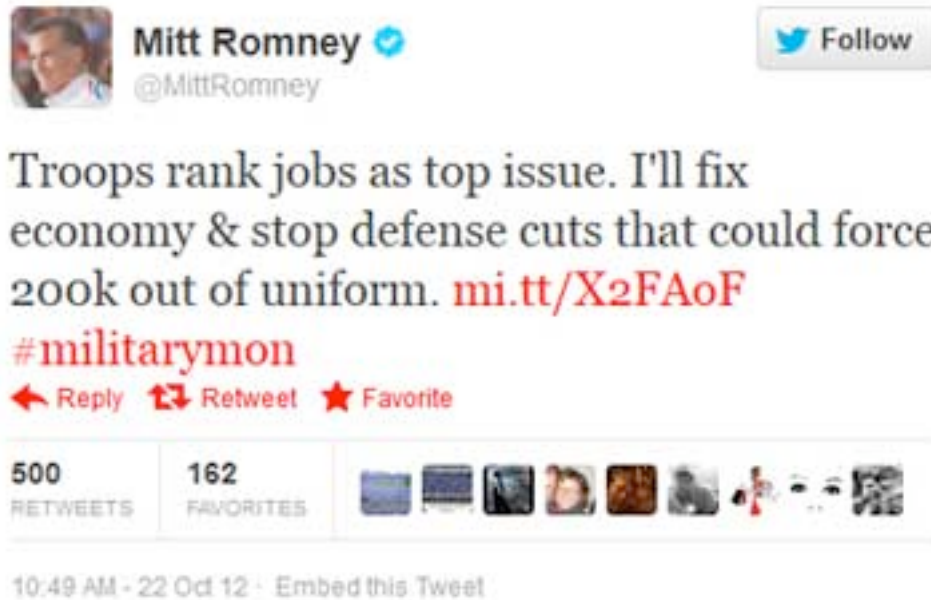 Mitt Romney
Follow
@MittRomney
Troops rank jobs as top issue. I'll fix
economy & stop defense cuts that could force
200k out of uniform. mi.tt/X2FAoF
#militarymon
Reply Retweet Favorite
500 162
RETWEETS FAVORITES
10:49 AM - 22 Oct 12 · Embed this Tweet